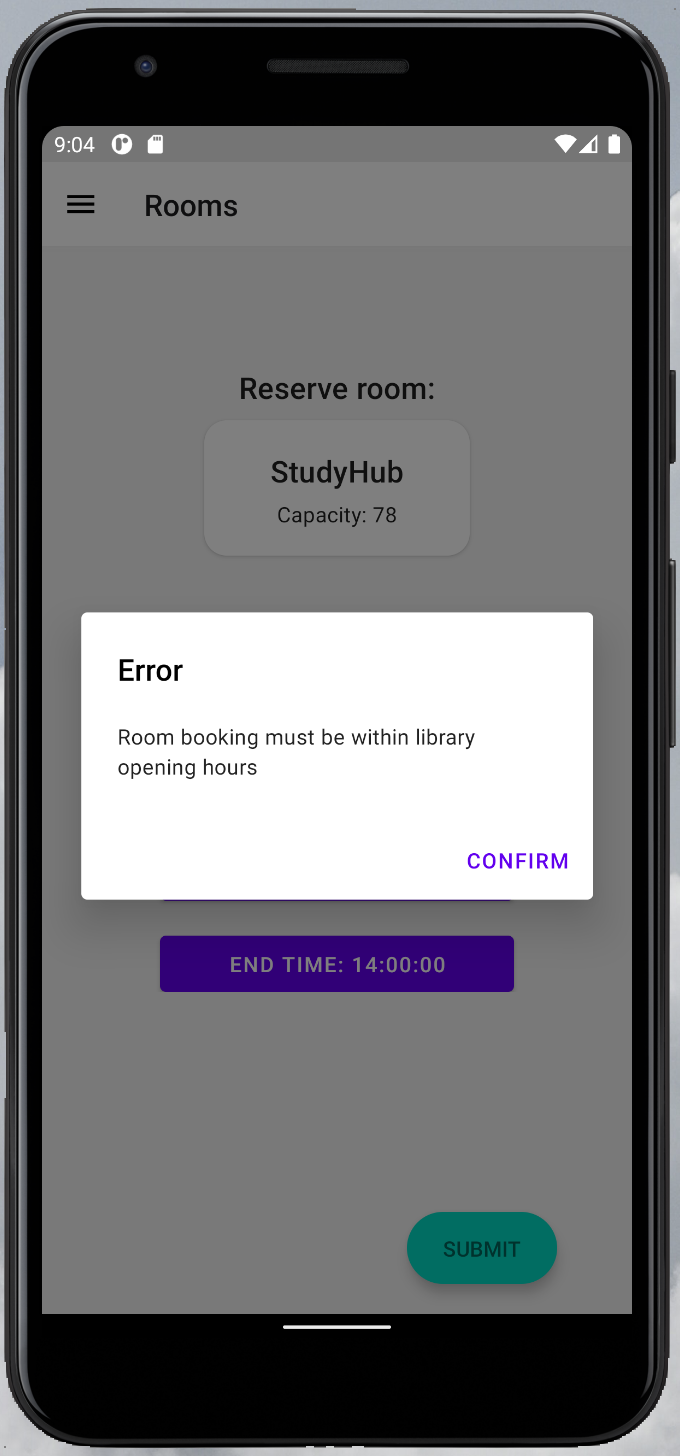 9:04
Rooms
Reserve room:
StudyHub
Capacity: 78
Error
Room booking must be within library
opening hours
CONFIRM
END TIME: 14:00:00
SUBMIT